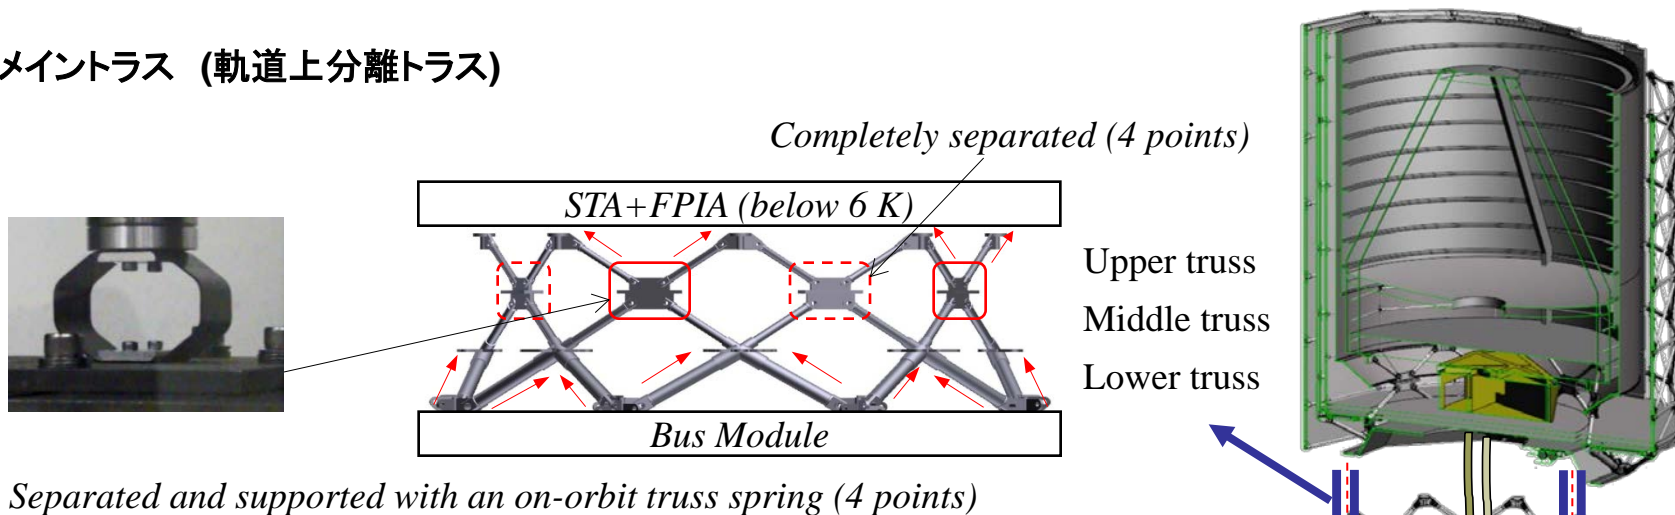 メイントラス (軌道上分離トラス)
Completely separated (4 points)
STA+FPIA (below 6 K)
Upper truss
Middle truss
Lower truss
Bus Module
Separated and supported with an on-orbit truss spring (4 points)